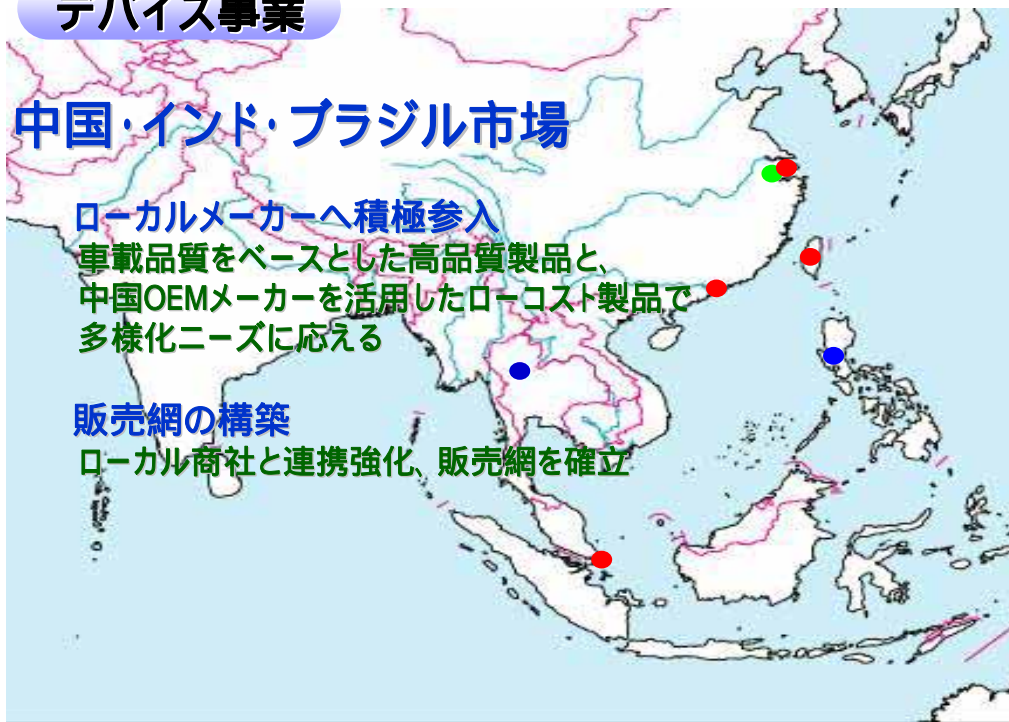 デバイス事業
中国・インド・ブラジル市場
ローカルメーカーへ積極参入
車載品質をベースとした高品質製品と、
中国OEMメーカーを活用したローコスト製品で
多様化ニーズに応える
販売網の構築
ローカル商社と連携強化、販売網を確立